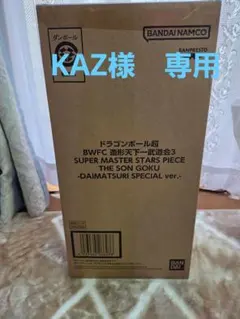 ダンボール
BANDAI NAMCO
BANPRESTO
KAZ様 専用
ドラゴンボール超
BWFC 造形天下一武道会3
SUPER MASTER STARS PIECE
THE SON GOKU
-DAIMATSURI SPECIAL ver.-
BANDAI